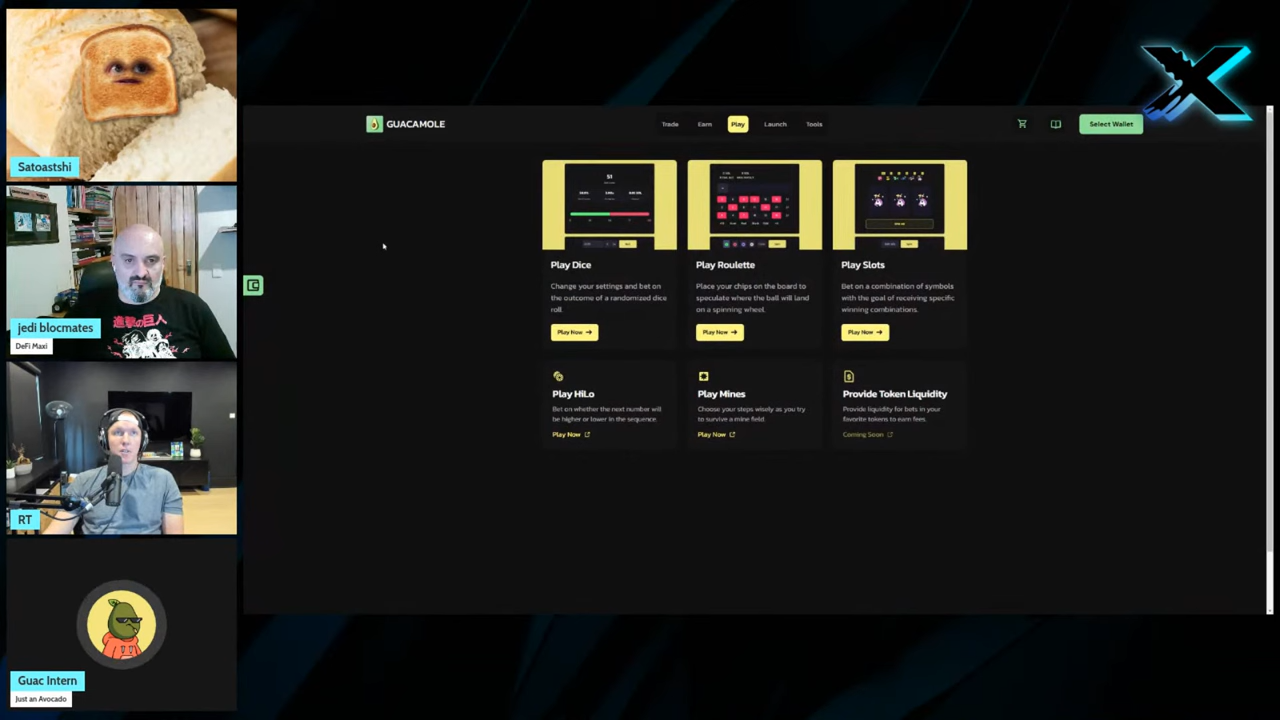 Satoastshi
jedi blocmates
DeFi Maxi
進撃の巨人
RT
Guac Intern
Just an Avocado
X
GUACAMOLE
Trade
Earn
Play
Launch
Tools
Select Wallet
51
Play Dice
Change your settings and bet on
the outcome of a randomized dice
roll.
Play Now
Play Roulette
Place your chips on the board to
speculate where the ball will land
on a spinning wheel.
Play Now
Play Slots
Bet on a combination of symbols
with the goal of receiving specific
winning combinations.
Play Now
Play HiLo
Bet on whether the next number will
be higher or lower in the sequence.
Play Now
Play Mines
Choose your steps wisely as you try
to survive a mine field.
Play Now
Provide Token Liquidity
Provide liquidity for bets in your
favorite tokens to earn fees.
Coming Soon